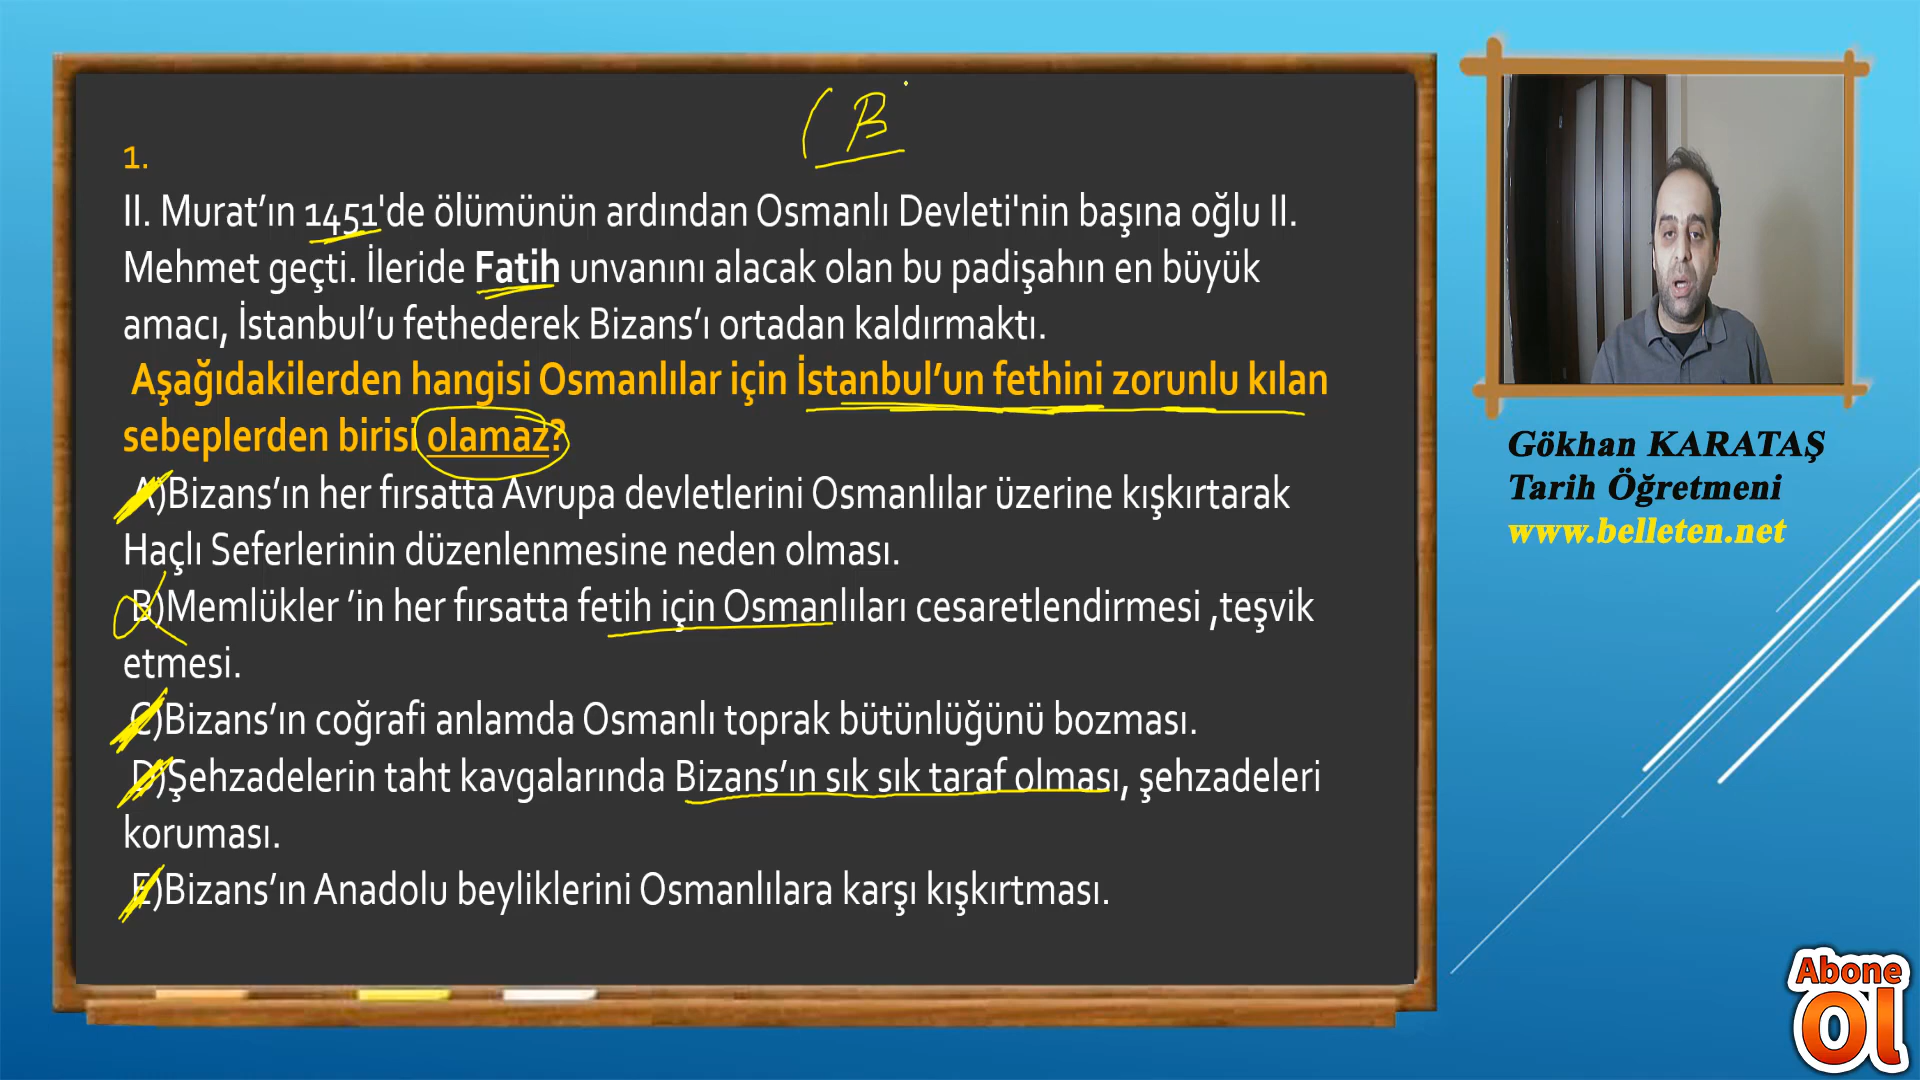 (B
1.
II. Murat’ın 1451'de ölümünün ardından Osmanlı Devleti'nin başına oğlu II.
Mehmet geçti. İleride Fatih unvanını alacak olan bu padişahın en büyük
amacı, İstanbul’u fethederek Bizans’ı ortadan kaldırmaktı.
Aşağıdakilerden hangisi Osmanlılar için İstanbul’un fethini zorunlu kılan
sebeplerden birisi olamaz?
A)Bizans’ın her fırsatta Avrupa devletlerini Osmanlılar üzerine kışkırtarak
Haçlı Seferlerinin düzenlenmesine neden olması.
B)Memlükler ’in her fırsatta fetih için Osmanlıları cesaretlendirmesi ,teşvik
etmesi.
C)Bizans’ın coğrafi anlamda Osmanlı toprak bütünlüğünü bozması.
D)Şehzadelerin taht kavgalarında Bizans’ın sık sık taraf olması, şehzadeleri
koruması.
E)Bizans’ın Anadolu beyliklerini Osmanlılara karşı kışkırtması.
Gökhan KARATAŞ
Tarih Öğretmeni
www.belleten.net
Abone
Ol